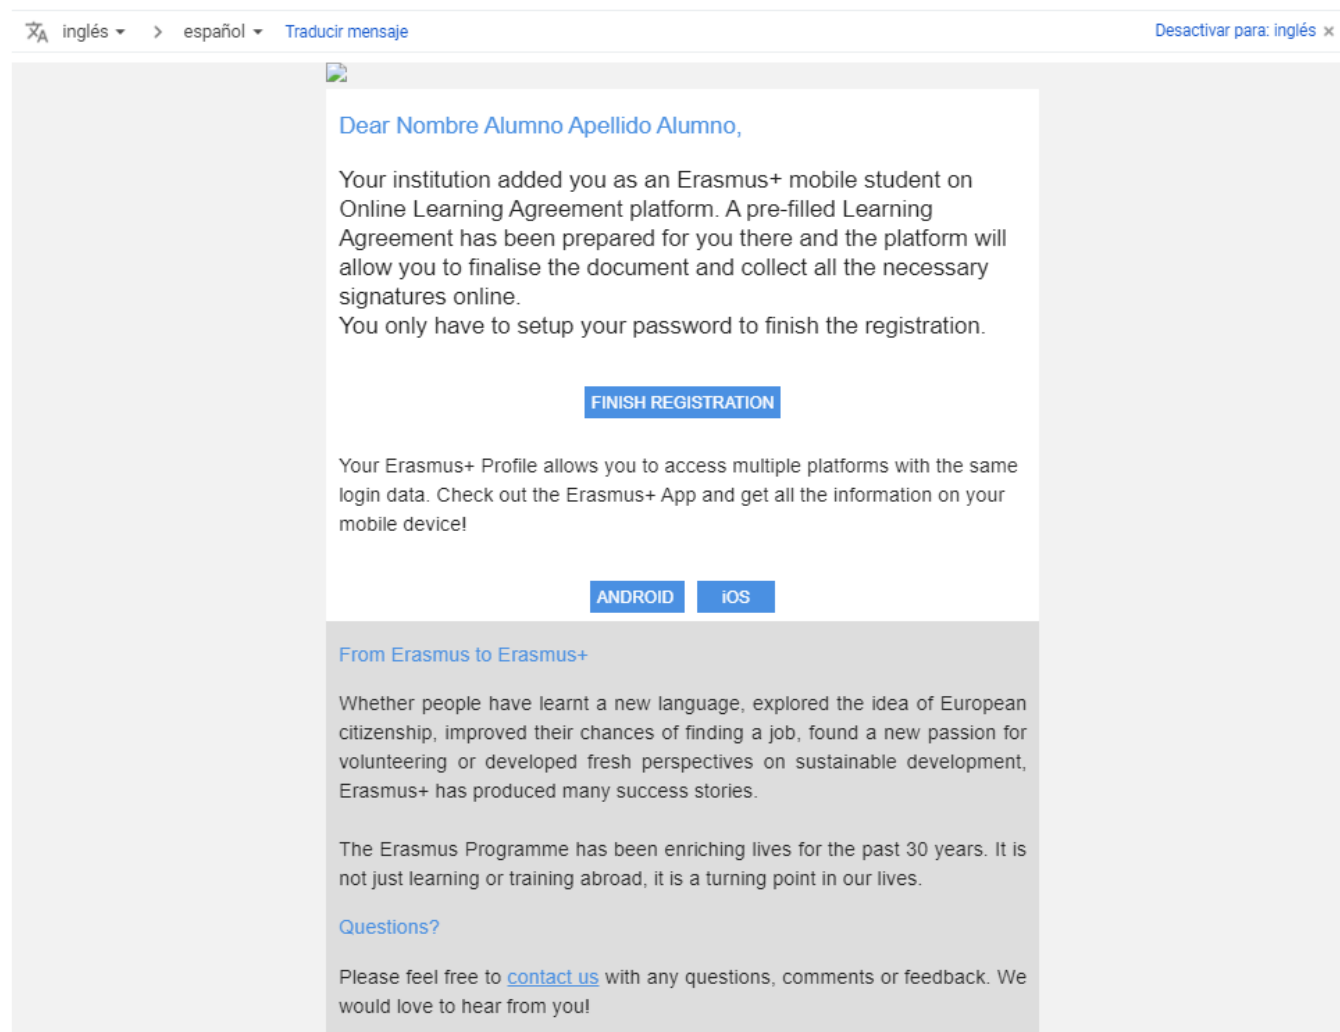 inglés > español Traducir mensaje Desactivar para: inglés ×
Dear Nombre Alumno Apellido Alumno,
Your institution added you as an Erasmus+ mobile student on
Online Learning Agreement platform. A pre-filled Learning
Agreement has been prepared for you there and the platform will
allow you to finalise the document and collect all the necessary
signatures online.
You only have to setup your password to finish the registration.
FINISH REGISTRATION
Your Erasmus+ Profile allows you to access multiple platforms with the same
login data. Check out the Erasmus+ App and get all the information on your
mobile device!
ANDROID iOS
From Erasmus to Erasmus+
Whether people have learnt a new language, explored the idea of European
citizenship, improved their chances of finding a job, found a new passion for
volunteering or developed fresh perspectives on sustainable development,
Erasmus+ has produced many success stories.
The Erasmus Programme has been enriching lives for the past 30 years. It is
not just learning or training abroad, it is a turning point in our lives.
Questions?
Please feel free to contact us with any questions, comments or feedback. We
would love to hear from you!